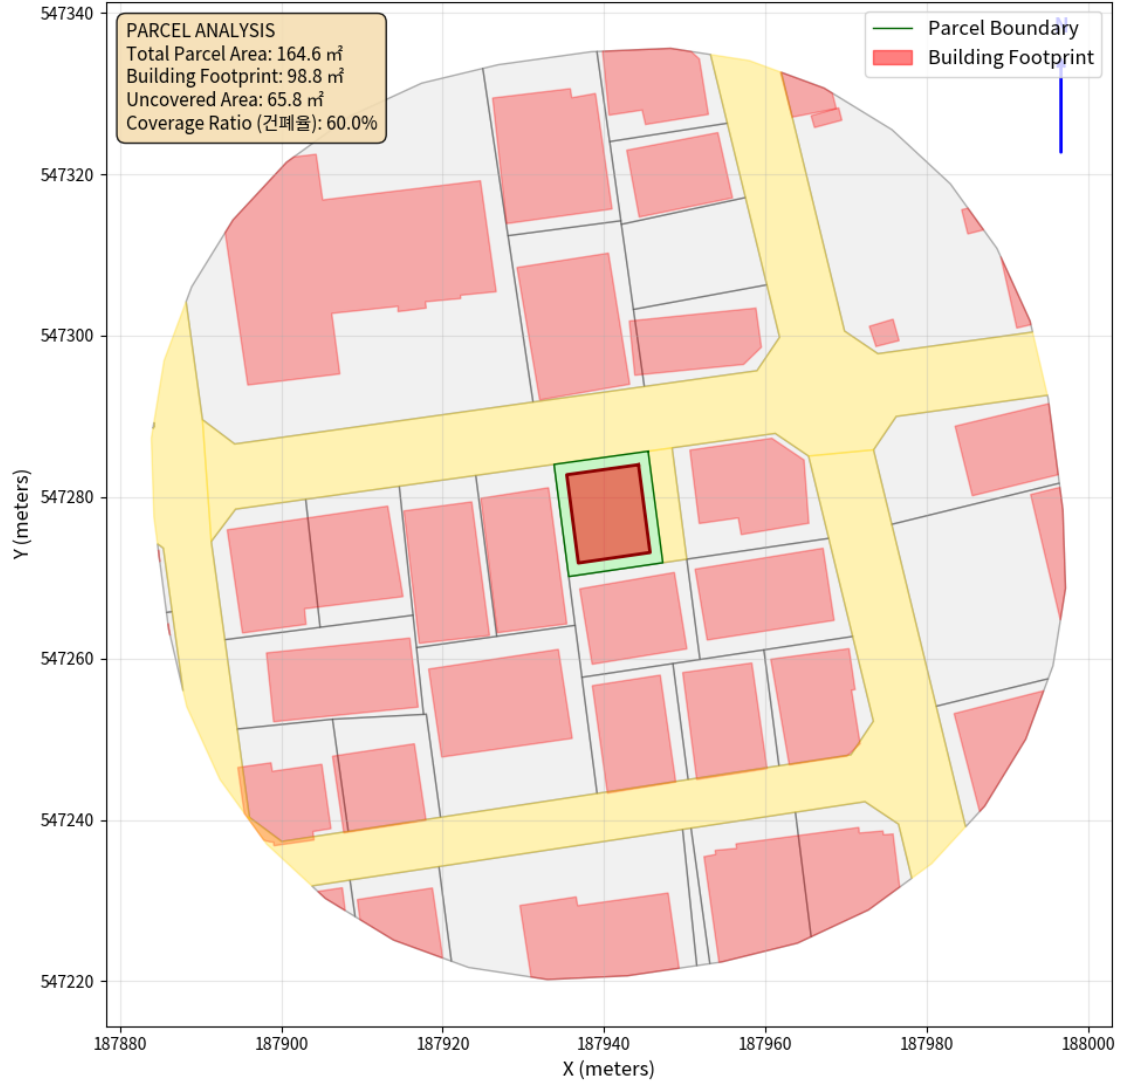 PARCEL ANALYSIS
Total Parcel Area: 164.6 ㎡
Building Footprint: 98.8 ㎡
Uncovered Area: 65.8 ㎡
Coverage Ratio (건폐율): 60.0%
N
Parcel Boundary
Building Footprint
547340
547320
547300
547280
547260
547240
547220
Y (meters)
187880
187900
187920
187940
187960
187980
188000
X (meters)